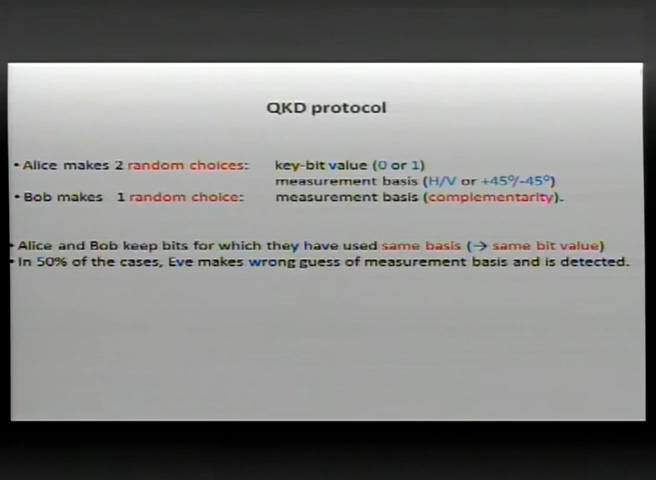 QKD protocol
• Alice makes 2 random choices: key-bit value (0 or 1)
measurement basis (H/V or +45°/-45°)
• Bob makes 1 random choice: measurement basis (complementarity).
• Alice and Bob keep bits for which they have used same basis (→ same bit value)
• In 50% of the cases, Eve makes wrong guess of measurement basis and is detected.